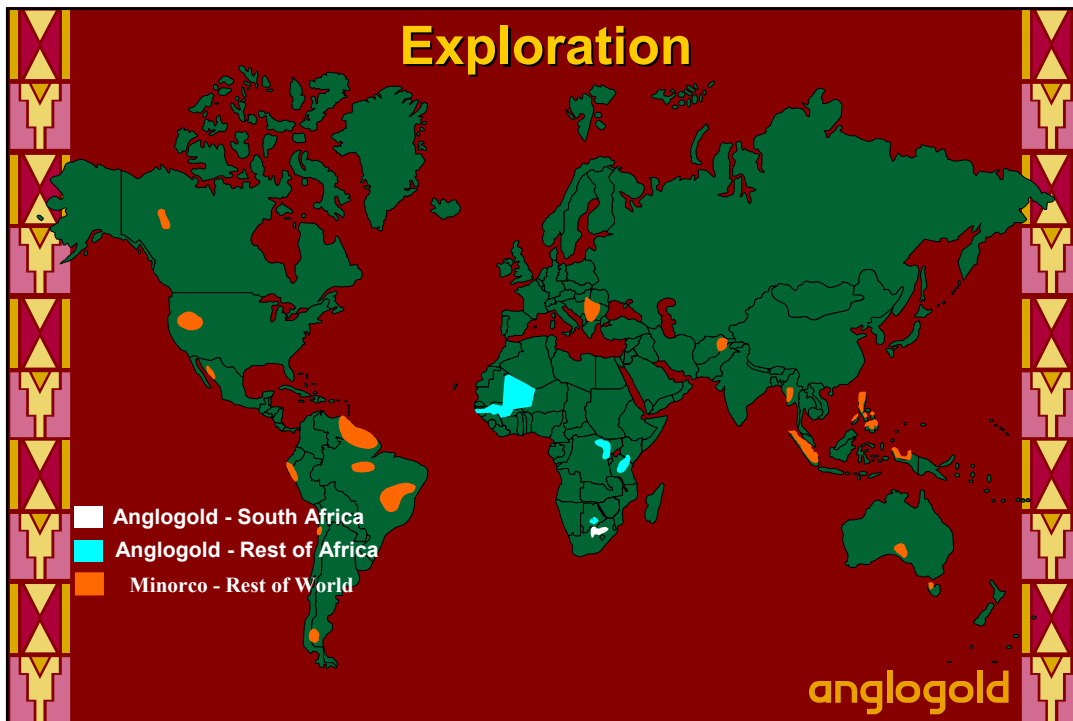 Exploration
Anglogold - South Africa
Anglogold - Rest of Africa
Minorco - Rest of World
anglogold